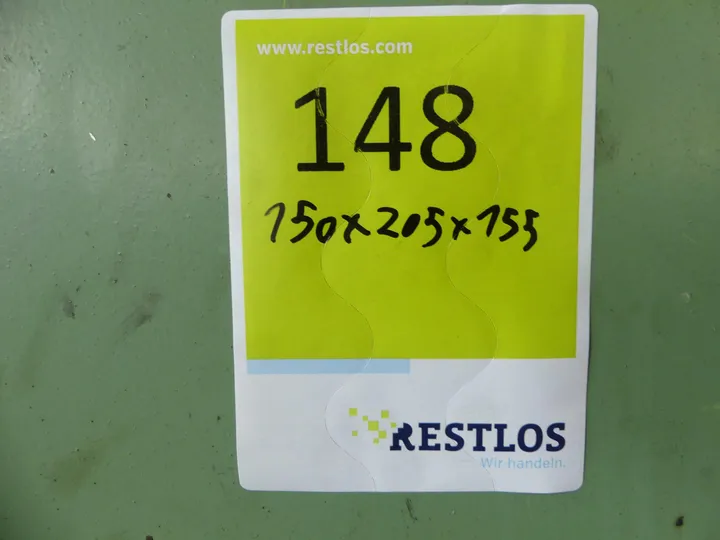 www.restlos.com
148
150x205x155
RESTLOS
Wir handeln.